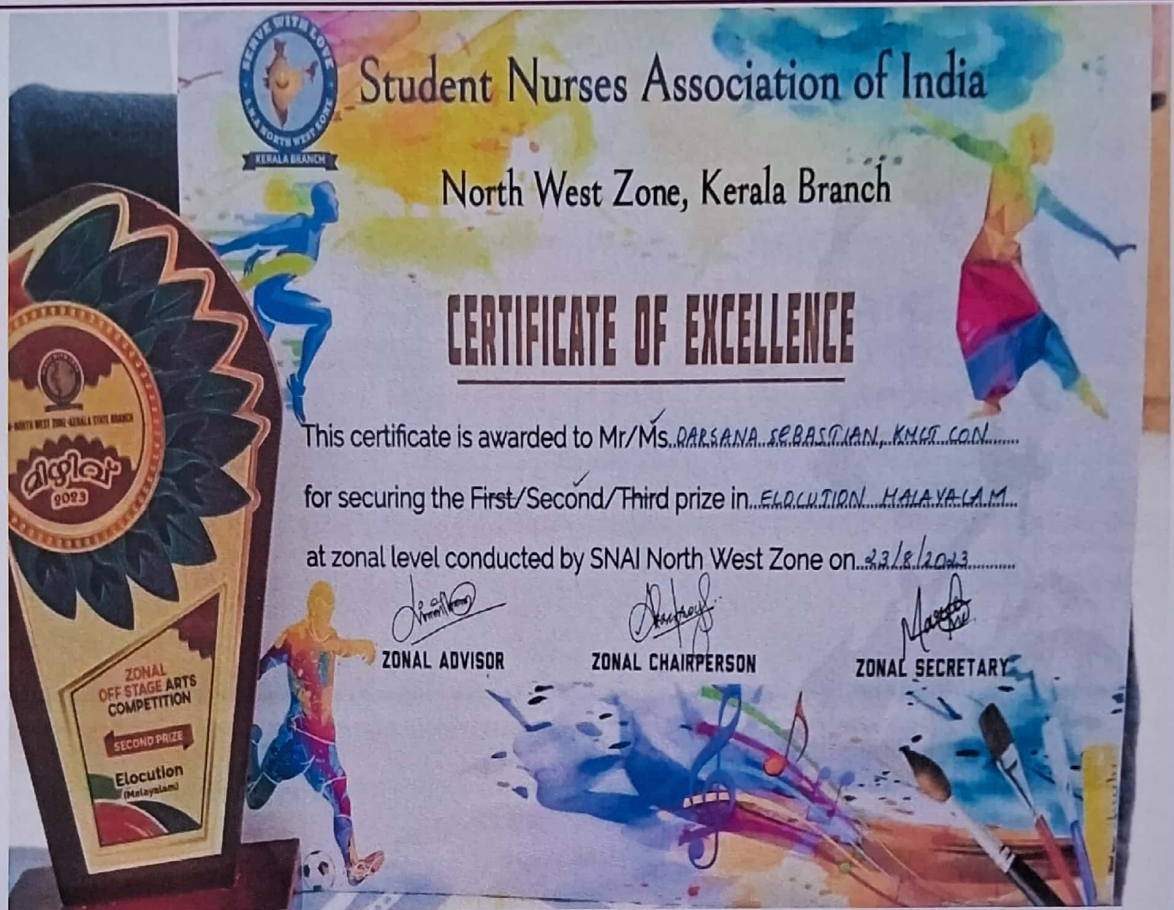 SERVE WITH LOVE
S.N.A NORTH WEST ZONE
KERALA BRANCH
Student Nurses Association of India
North West Zone, Kerala Branch
CERTIFICATE OF EXCELLENCE
This certificate is awarded to Mr/Ms. DARSANA SEBASTIAN, KMCT CON
for securing the First/Second/Third prize in ELOCUTION MALAYALAM
at zonal level conducted by SNAI North West Zone on 23/8/2023
ZONAL ADVISOR
ZONAL CHAIRPERSON
ZONAL SECRETARY
NORTH WEST ZONE-KERALA STATE BRANCH
മിഴിവ്
2023
ZONAL
OFF STAGE ARTS
COMPETITION
SECOND PRIZE
Elocution
(Malayalam)